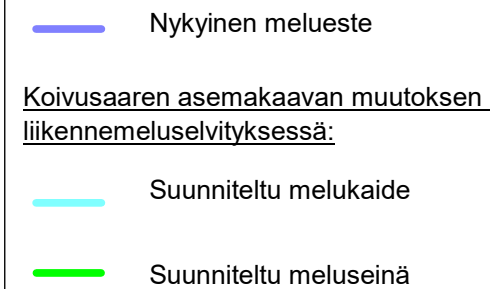 Nykyinen melueste
Koivusaaren asemakaavan muutoksen
liikennemeluselvityksessä:
Suunniteltu melukaide
Suunniteltu meluseinä